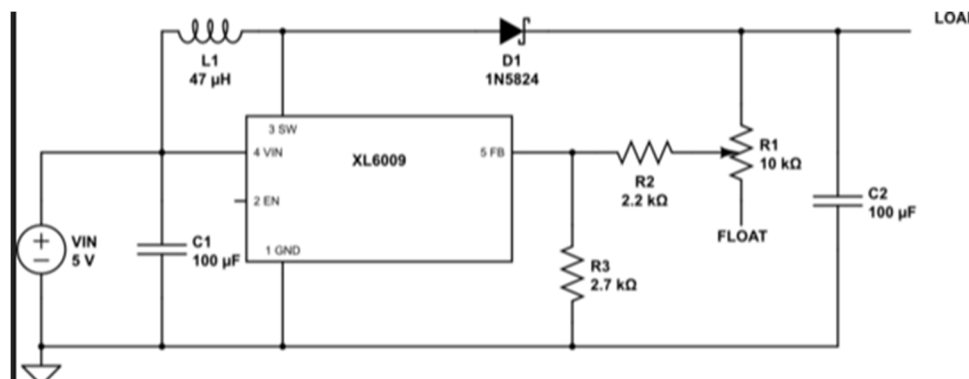 LOA
L1
47 µH
D1
1N5824
3 SW
4 VIN
XL6009
5 FB
R1
10 kΩ
R2
2.2 kΩ
2 EN
C2
100 µF
+
−
VIN
5 V
C1
100 µF
FLOAT
1 GND
R3
2.7 kΩ